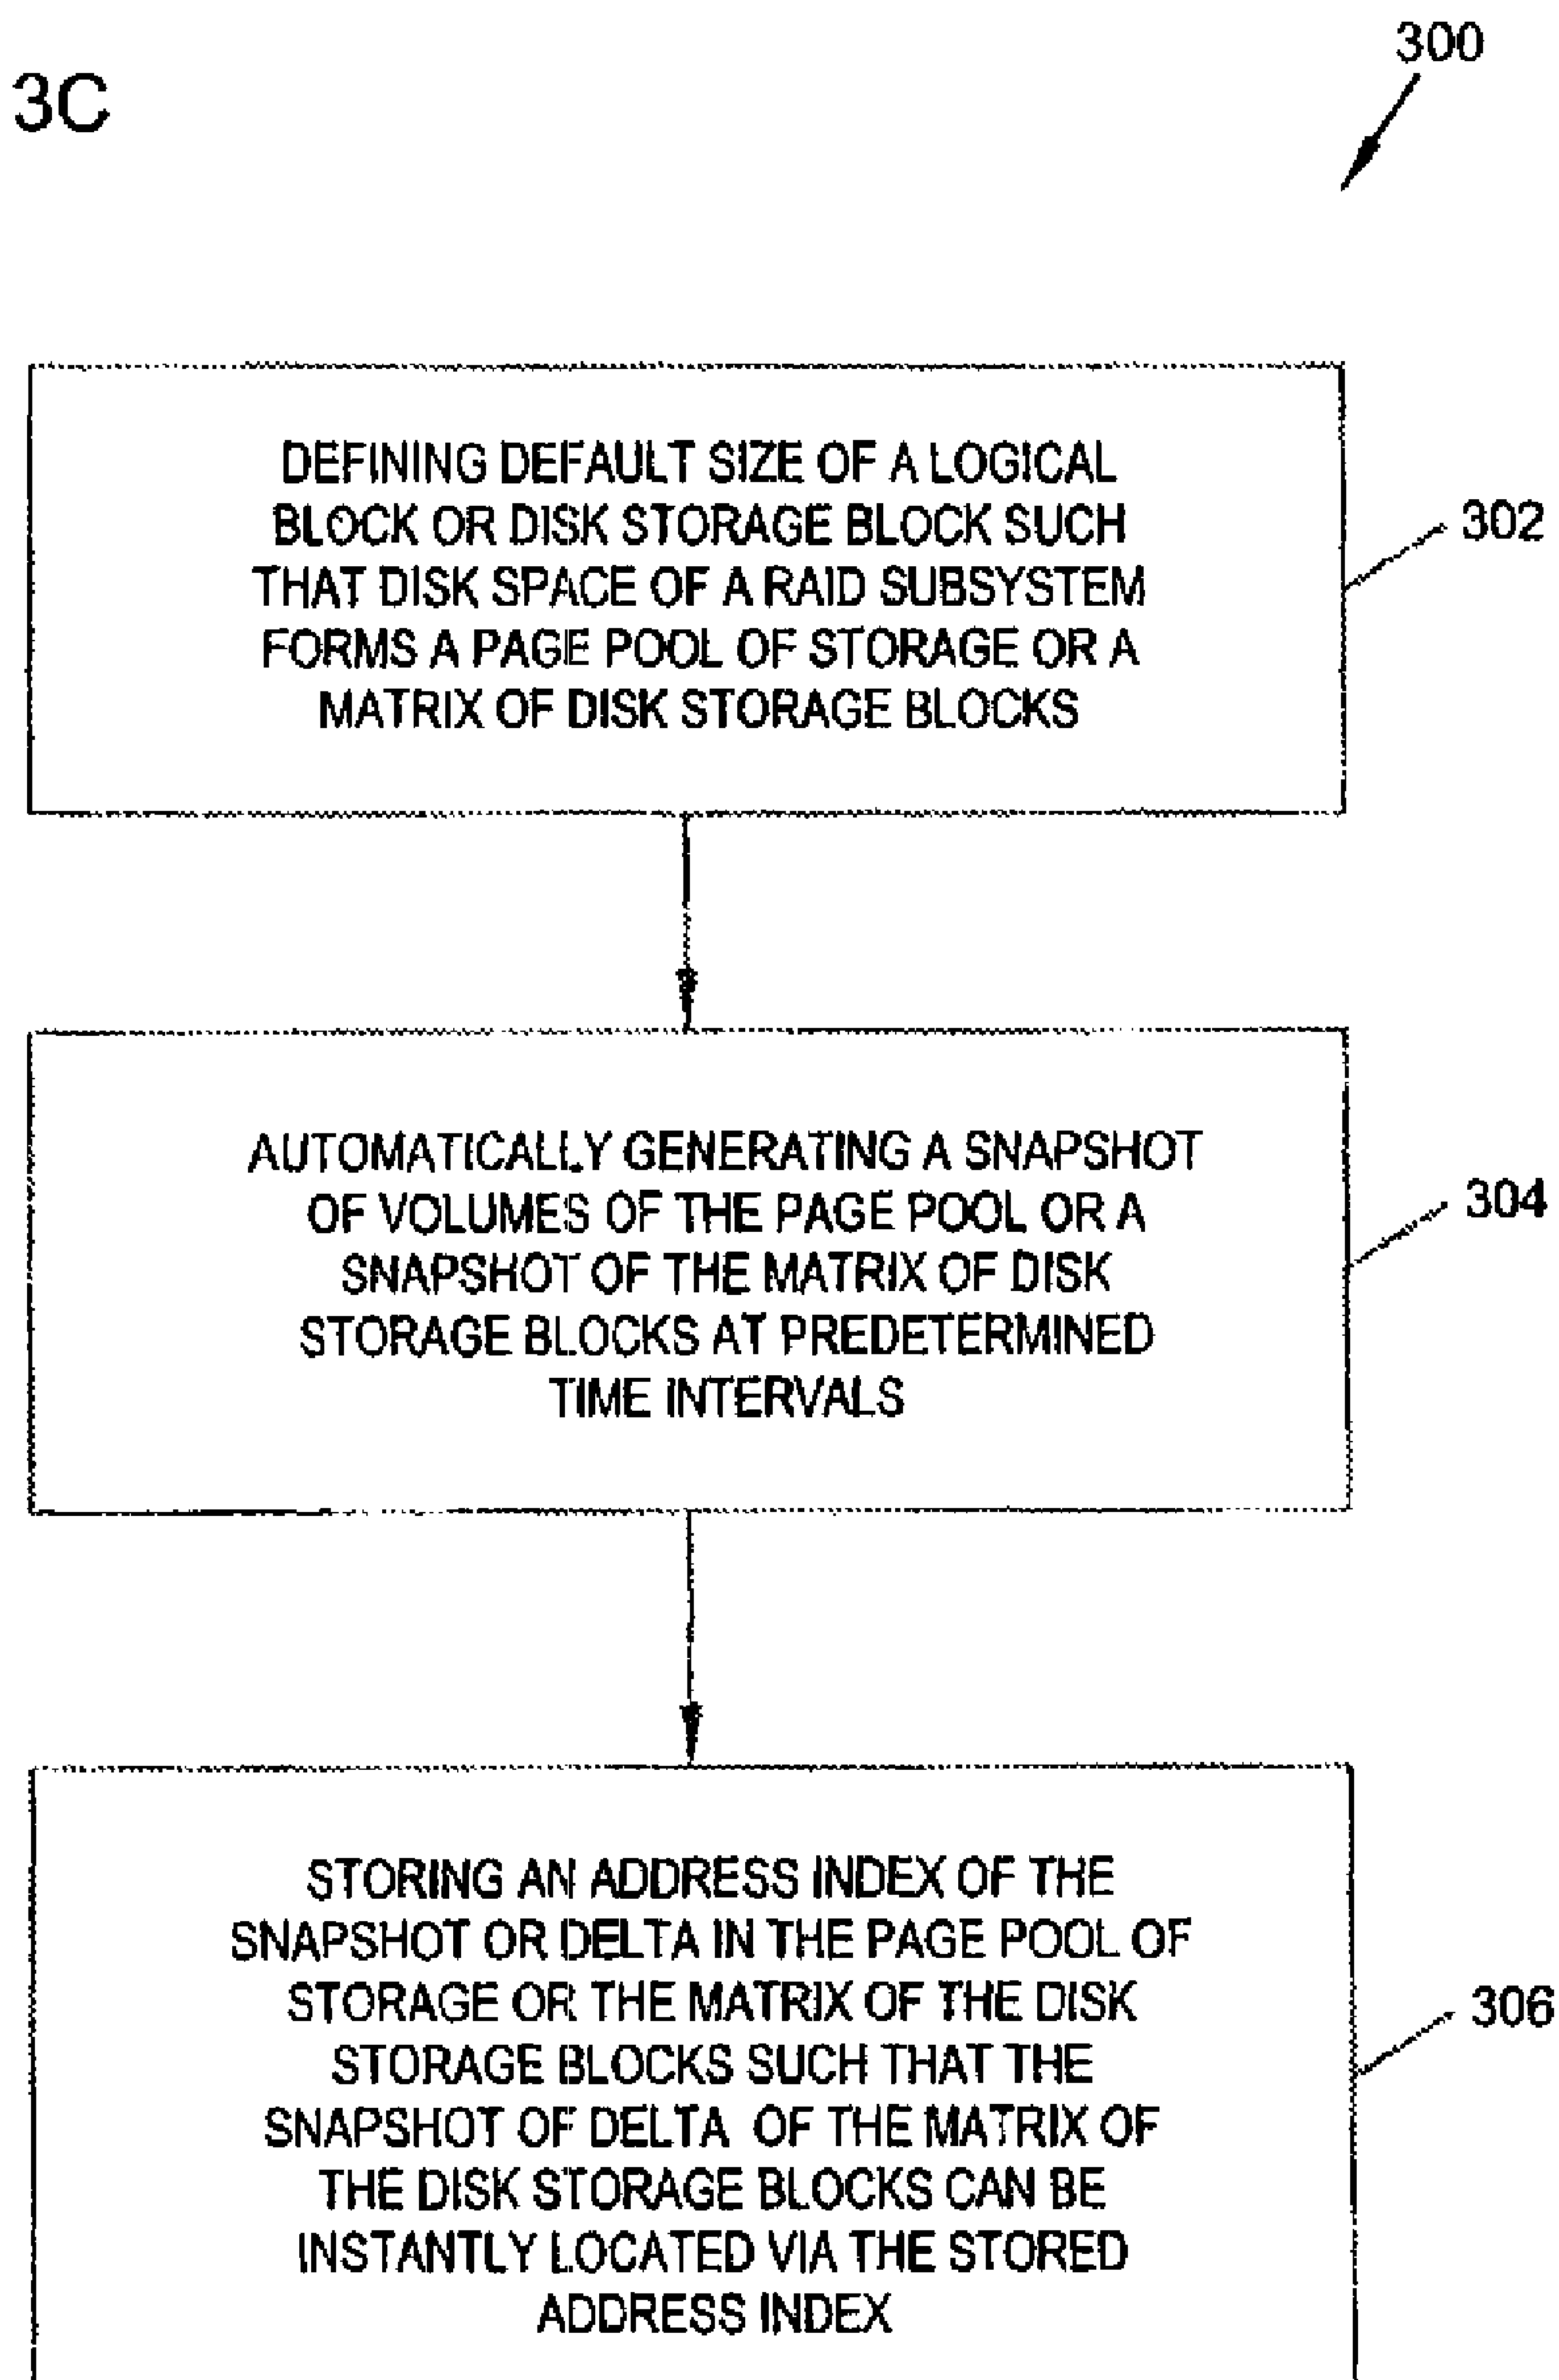 300
3C
DEFINING DEFAULT SIZE OF A LOGICAL
BLOCK OR DISK STORAGE BLOCK SUCH
THAT DISK SPACE OF A RAID SUBSYSTEM
FORMS A PAGE POOL OF STORAGE OR A
MATRIX OF DISK STORAGE BLOCKS
302
AUTOMATICALLY GENERATING A SNAPSHOT
OF VOLUMES OF THE PAGE POOL OR A
SNAPSHOT OF THE MATRIX OF DISK
STORAGE BLOCKS AT PREDETERMINED
TIME INTERVALS
304
STORING AN ADDRESS INDEX OF THE
SNAPSHOT OR DELTA IN THE PAGE POOL OF
STORAGE OR THE MATRIX OF THE DISK
STORAGE BLOCKS SUCH THAT THE
SNAPSHOT OF DELTA OF THE MATRIX OF
THE DISK STORAGE BLOCKS CAN BE
INSTANTLY LOCATED VIA THE STORED
ADDRESS INDEX
306